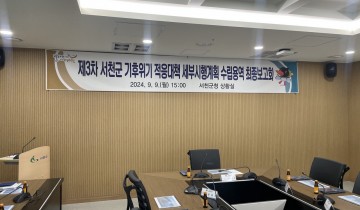 제3차 서천군 기후위기 적응대책 세부시행계획 수립용역 최종보고회
2024. 9. 9.(월) 15:00 서천군청 상황실